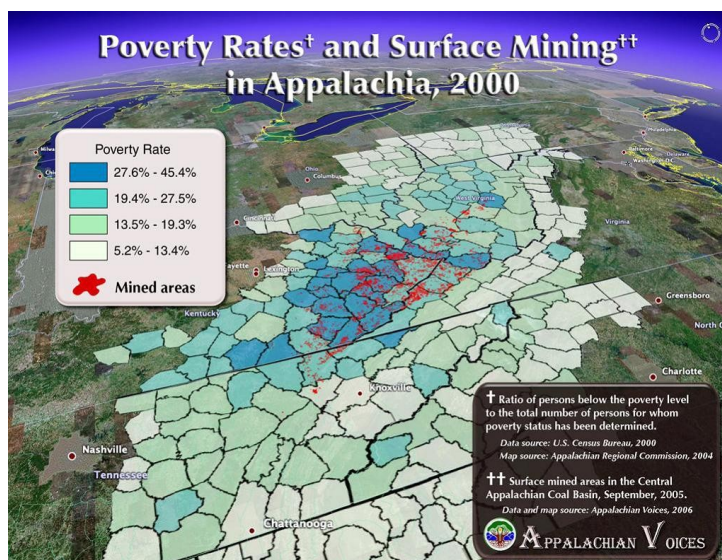 Poverty Rates† and Surface Mining††
in Appalachia, 2000
Poverty Rate
27.6% - 45.4%
19.4% - 27.5%
13.5% - 19.3%
5.2% - 13.4%
Mined areas
Ohio
Columbus
Cincinnati
West Virginia
Philadelphia
Baltimore
Delaware
Washington, D.C.
Virginia
Lexington
Kentucky
Greensboro
Charlotte
Knoxville
Nashville
Tennessee
Chattanooga
† Ratio of persons below the poverty level
to the total number of persons for whom
poverty status has been determined.
Data source: U.S. Census Bureau, 2000
Map source: Appalachian Regional Commission, 2004
†† Surface mined areas in the Central
Appalachian Coal Basin, September, 2005.
Data and map source: Appalachian Voices, 2006
APPALACHIAN VOICES